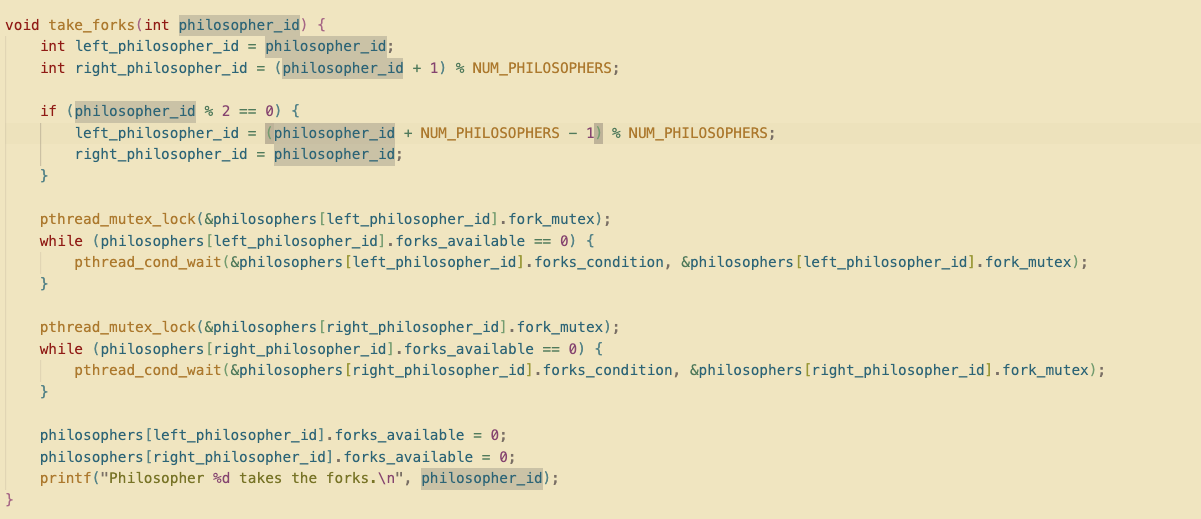 void take_forks(int philosopher_id) {
    int left_philosopher_id = philosopher_id;
    int right_philosopher_id = (philosopher_id + 1) % NUM_PHILOSOPHERS;

    if (philosopher_id % 2 == 0) {
        left_philosopher_id = (philosopher_id + NUM_PHILOSOPHERS - 1) % NUM_PHILOSOPHERS;
        right_philosopher_id = philosopher_id;
    }

    pthread_mutex_lock(&philosophers[left_philosopher_id].fork_mutex);
    while (philosophers[left_philosopher_id].forks_available == 0) {
        pthread_cond_wait(&philosophers[left_philosopher_id].forks_condition, &philosophers[left_philosopher_id].fork_mutex);
    }

    pthread_mutex_lock(&philosophers[right_philosopher_id].fork_mutex);
    while (philosophers[right_philosopher_id].forks_available == 0) {
        pthread_cond_wait(&philosophers[right_philosopher_id].forks_condition, &philosophers[right_philosopher_id].fork_mutex);
    }

    philosophers[left_philosopher_id].forks_available = 0;
    philosophers[right_philosopher_id].forks_available = 0;
    printf("Philosopher %d takes the forks.\n", philosopher_id);
}